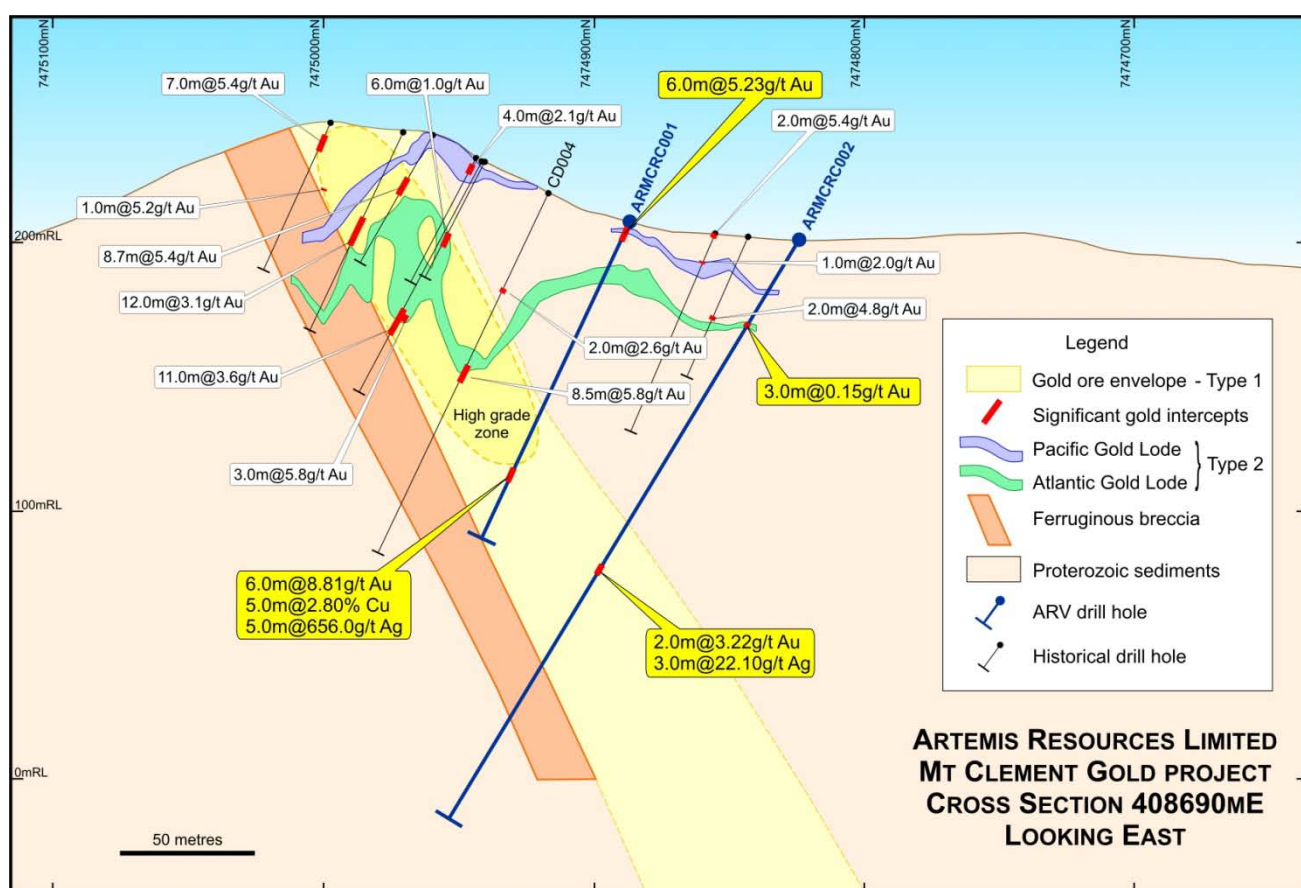 7475100mN
7475000mN
7474900mN
7474800mN
7474700mN
7.0m@5.4g/t Au
6.0m@1.0g/t Au
4.0m@2.1g/t Au
6.0m@5.23g/t Au
2.0m@5.4g/t Au
CD004
ARMCRC001
ARMCRC002
1.0m@5.2g/t Au
200mRL
8.7m@5.4g/t Au
1.0m@2.0g/t Au
12.0m@3.1g/t Au
2.0m@4.8g/t Au
2.0m@2.6g/t Au
11.0m@3.6g/t Au
8.5m@5.8g/t Au
3.0m@0.15g/t Au
High grade
zone
3.0m@5.8g/t Au
100mRL
6.0m@8.81g/t Au
5.0m@2.80% Cu
5.0m@656.0g/t Ag
2.0m@3.22g/t Au
3.0m@22.10g/t Ag
Legend
Gold ore envelope - Type 1
Significant gold intercepts
Pacific Gold Lode
Type 2
Atlantic Gold Lode
Ferruginous breccia
Proterozoic sediments
ARV drill hole
Historical drill hole
0mRL
50 metres
ARTEMIS RESOURCES LIMITED
MT CLEMENT GOLD PROJECT
CROSS SECTION 408690ME
LOOKING EAST